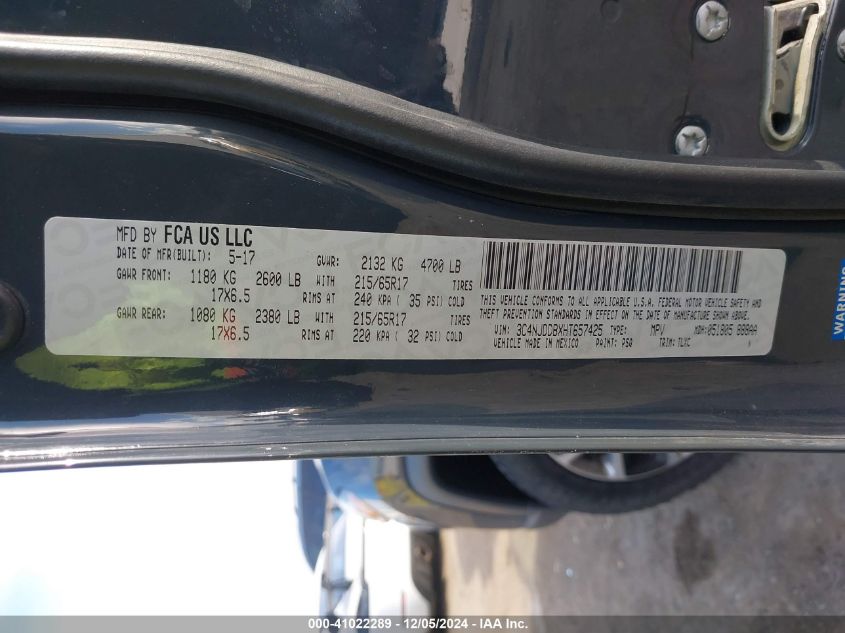 MFD BY FCA US LLC
DATE OF MFR(BUILT): 5-17 GVWR: 2132 KG 4700 LB
GAWR FRONT: 1180 KG 2600 LB WITH 215/65R17 TIRES
17X6.5 RIMS AT 240 KPA ( 35 PSI) COLD
GAWR REAR: 1080 KG 2380 LB WITH 215/65R17 TIRES
17X6.5 RIMS AT 220 KPA ( 32 PSI) COLD
THIS VEHICLE CONFORMS TO ALL APPLICABLE U.S.A. FEDERAL MOTOR VEHICLE SAFETY AND
THEFT PREVENTION STANDARDS IN EFFECT ON THE DATE OF MANUFACTURE SHOWN ABOVE.
VIN: 3C4NJDDBXHT657425 TYPE: MPV MDH: 051805 888AA
VEHICLE MADE IN MEXICO PAINT: PSQ TRIM: TLXC
WARNING
000-41022289 - 12/05/2024 - IAA Inc.